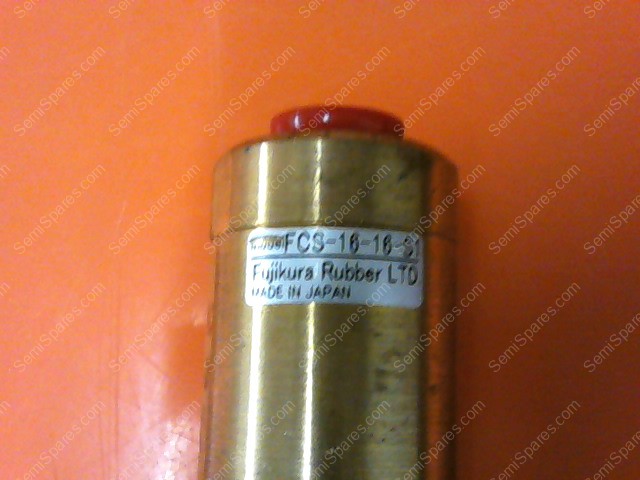 FCS-16-16-S1
Fujikura Rubber LTD
MADE IN JAPAN
SemiSpares.com